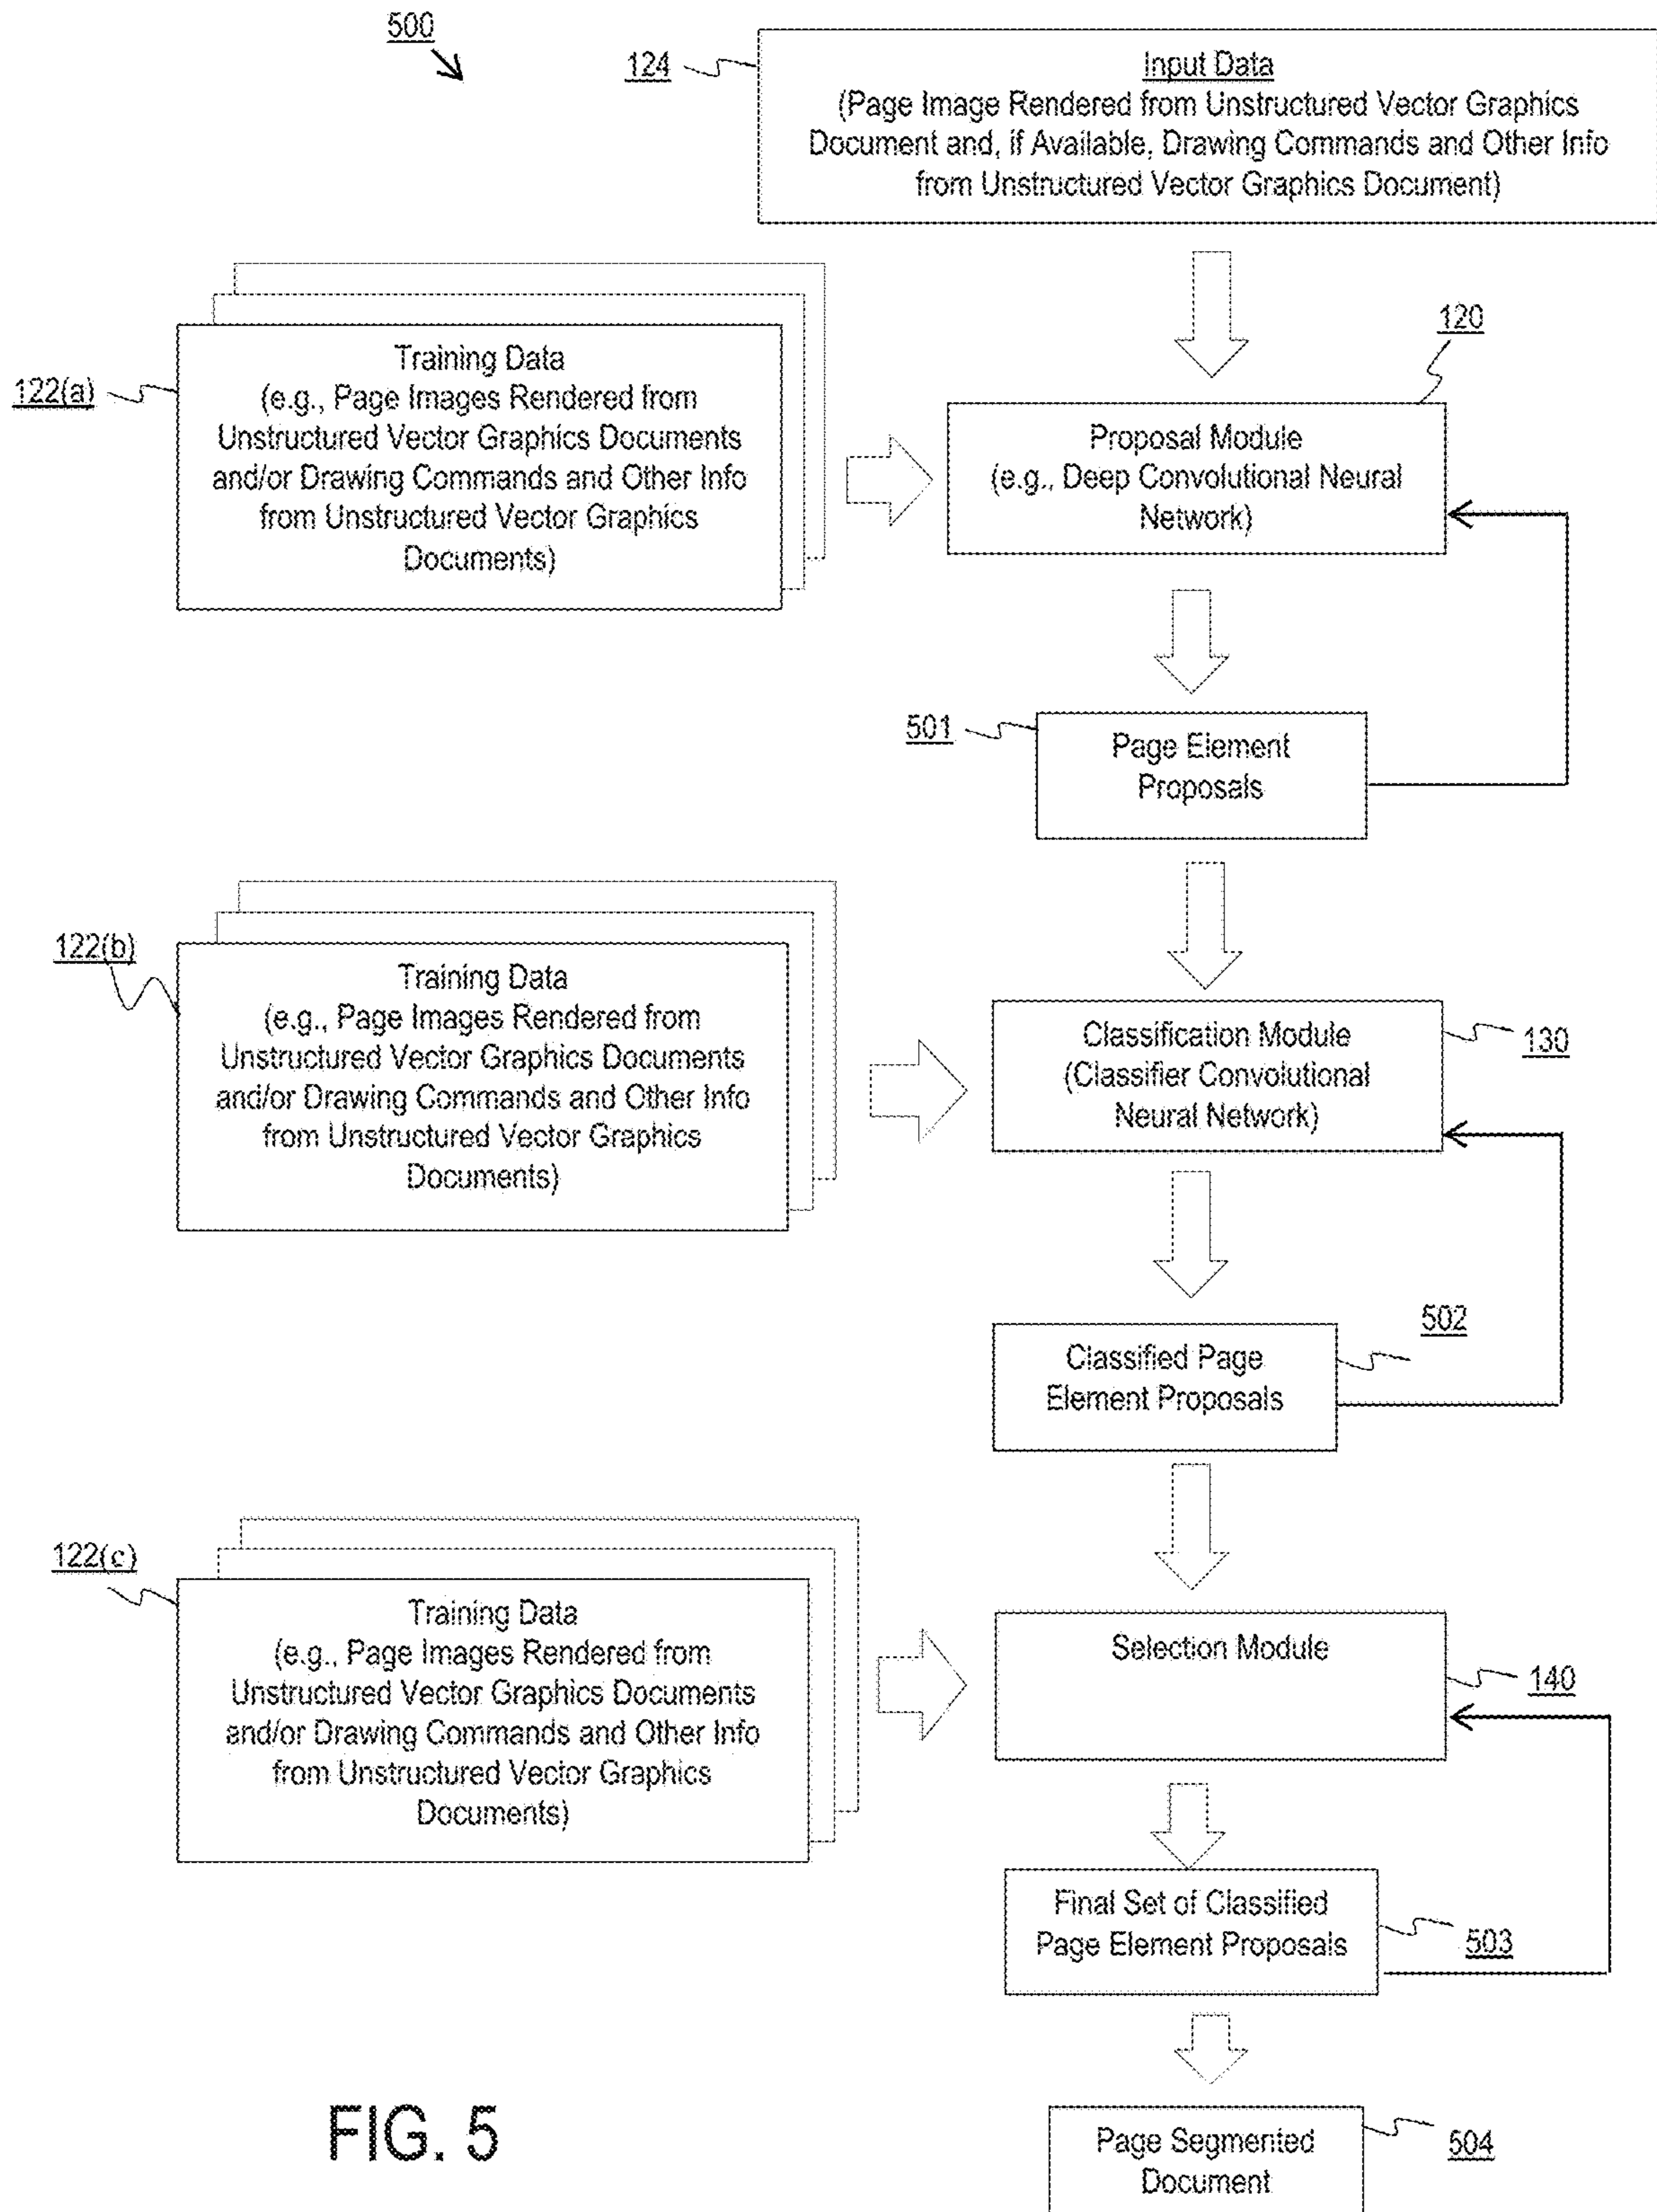 500
124
Input Data
(Page Image Rendered from Unstructured Vector Graphics
Document and, if Available, Drawing Commands and Other Info
from Unstructured Vector Graphics Document)
122(a)
Training Data
(e.g., Page Images Rendered from
Unstructured Vector Graphics Documents
and/or Drawing Commands and Other Info
from Unstructured Vector Graphics
Documents)
120
Proposal Module
(e.g., Deep Convolutional Neural
Network)
501
Page Element
Proposals
122(b)
Training Data
(e.g., Page Images Rendered from
Unstructured Vector Graphics Documents
and/or Drawing Commands and Other Info
from Unstructured Vector Graphics
Documents)
Classification Module
(Classifier Convolutional
Neural Network)
130
502
Classified Page
Element Proposals
122(c)
Training Data
(e.g., Page Images Rendered from
Unstructured Vector Graphics Documents
and/or Drawing Commands and Other Info
from Unstructured Vector Graphics
Documents)
Selection Module
140
Final Set of Classified
Page Element Proposals
503
Page Segmented
Document
504
FIG. 5